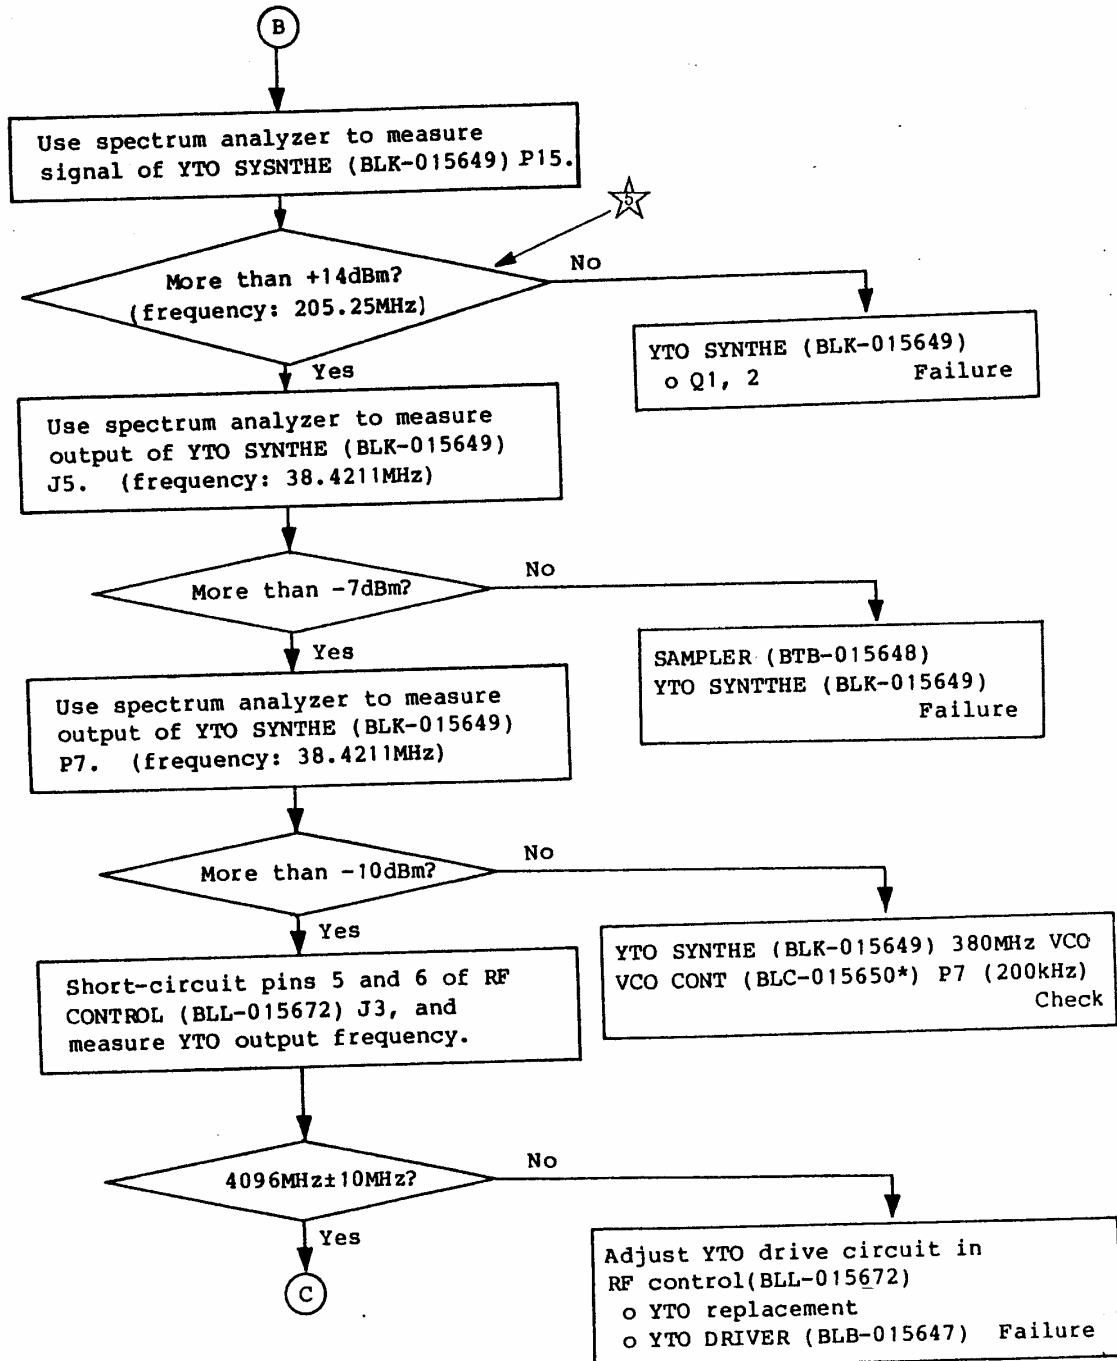 B
Use spectrum analyzer to measure
signal of YTO SYSNTHE (BLK-015649) P15.
5
More than +14dBm?
(frequency: 205.25MHz)
No
YTO SYNTHE (BLK-015649)
o Q1, 2 Failure
Yes
Use spectrum analyzer to measure
output of YTO SYNTHE (BLK-015649)
J5. (frequency: 38.4211MHz)
More than -7dBm?
No
SAMPLER (BTB-015648)
YTO SYNTTHE (BLK-015649)
Failure
Yes
Use spectrum analyzer to measure
output of YTO SYNTHE (BLK-015649)
P7. (frequency: 38.4211MHz)
More than -10dBm?
No
YTO SYNTHE (BLK-015649) 380MHz VCO
VCO CONT (BLC-015650*) P7 (200kHz)
Check
Yes
Short-circuit pins 5 and 6 of RF
CONTROL (BLL-015672) J3, and
measure YTO output frequency.
4096MHz±10MHz?
No
Adjust YTO drive circuit in
RF control(BLL-015672)
o YTO replacement
o YTO DRIVER (BLB-015647) Failure
Yes
C